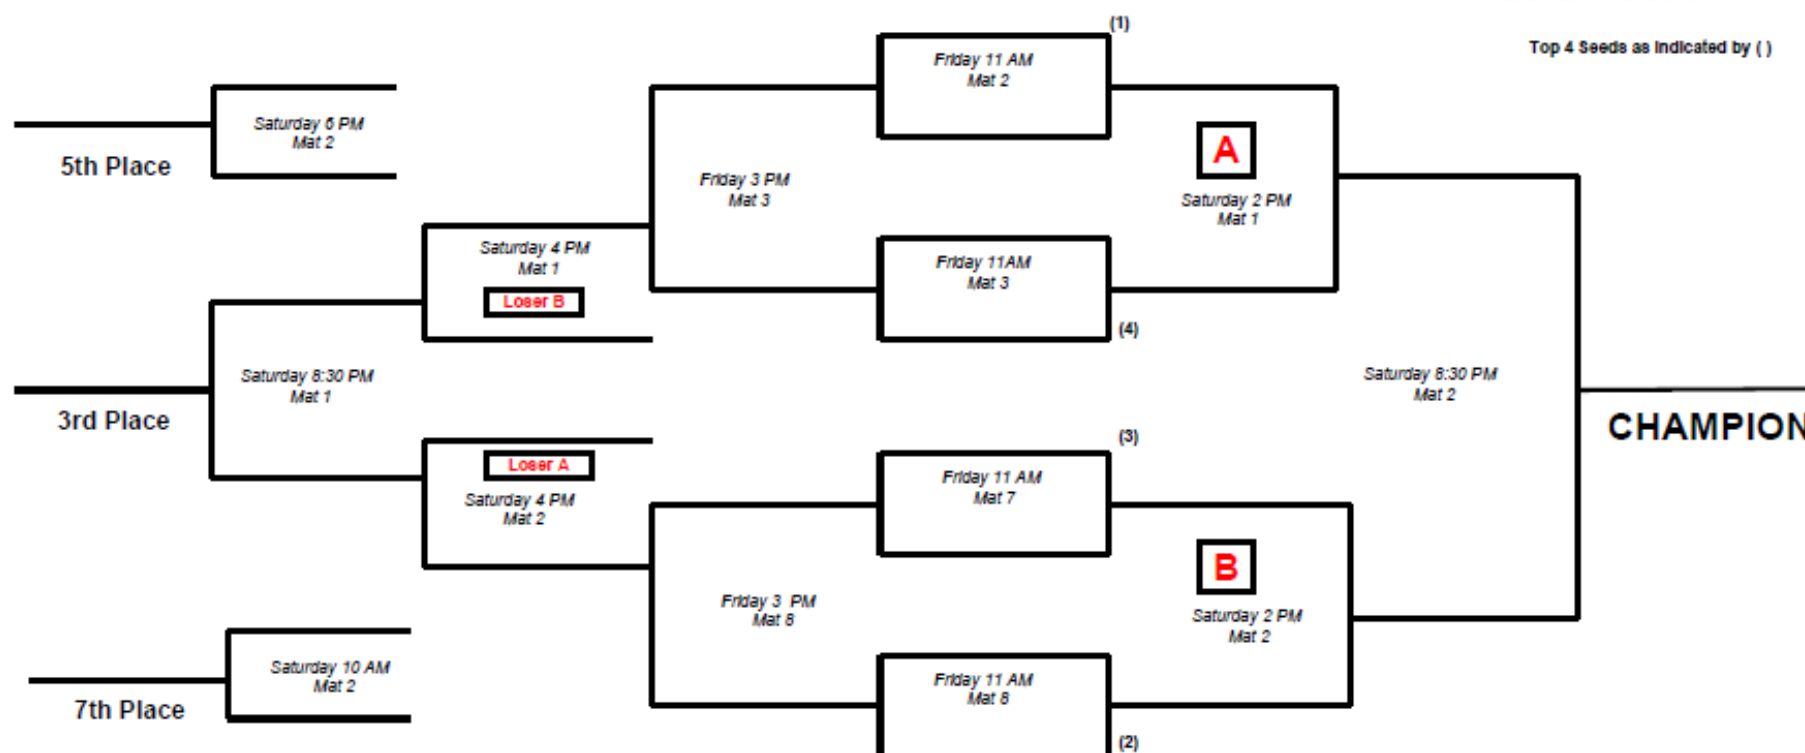 (1)
Top 4 Seeds as indicated by ( )
Friday 11 AM
Mat 2
Saturday 6 PM
Mat 2
5th Place
A
Friday 3 PM
Mat 3
Saturday 2 PM
Mat 1
Saturday 4 PM
Mat 1
Loser B
Friday 11AM
Mat 3
(4)
Saturday 8:30 PM
Mat 1
3rd Place
Saturday 8:30 PM
Mat 2
CHAMPION
(3)
Loser A
Saturday 4 PM
Mat 2
Friday 11 AM
Mat 7
B
Friday 3 PM
Mat 8
Saturday 2 PM
Mat 2
Saturday 10 AM
Mat 2
7th Place
Friday 11 AM
Mat 8
(2)